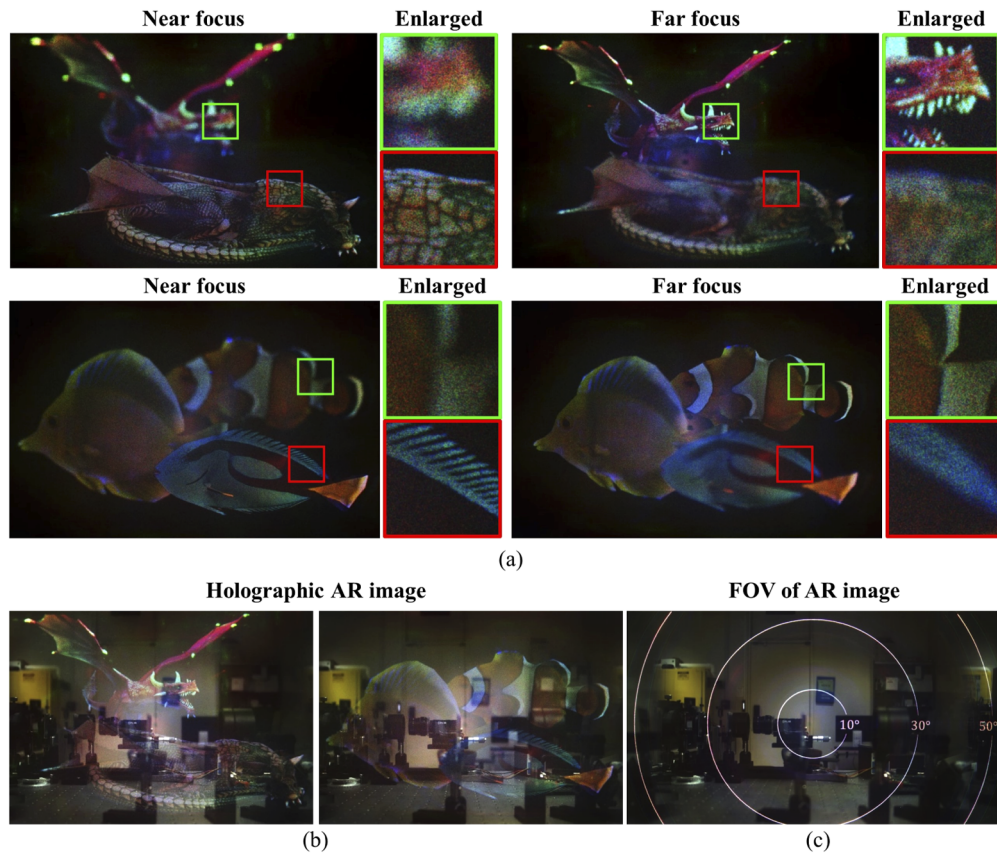 Near focus Enlarged Far focus Enlarged
Near focus Enlarged Far focus Enlarged
(a)
Holographic AR image FOV of AR image
10° 30° 50°
(b) (c)